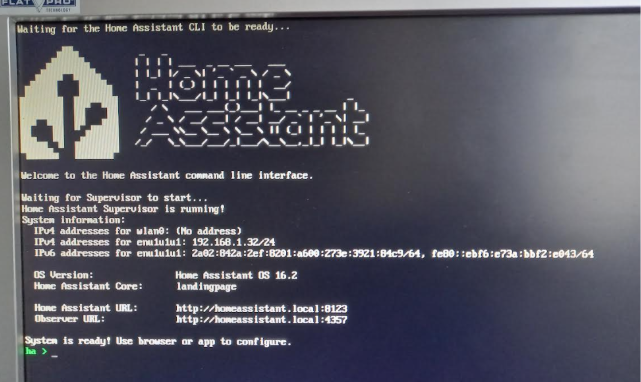 FLAT PRO
TECHNOLOGY
Waiting for the Home Assistant CLI to be ready...
Home
Assistant
Welcome to the Home Assistant command line interface.
Waiting for Supervisor to start...
Home Assistant Supervisor is running!
System information:
IPv4 addresses for wlan0: (No address)
IPv4 addresses for enu1u1u1: 192.168.1.32/24
IPv6 addresses for enu1u1u1: 2a02:842a:2ef:8201:a600:273e:3921:84c9/64, fe80::ebf6:e73a:bbf2:e043/64
OS Version: Home Assistant OS 16.2
Home Assistant Core: landingpage
Home Assistant URL: http://homeassistant.local:8123
Observer URL: http://homeassistant.local:4357
System is ready! Use browser or app to configure.
ha > _